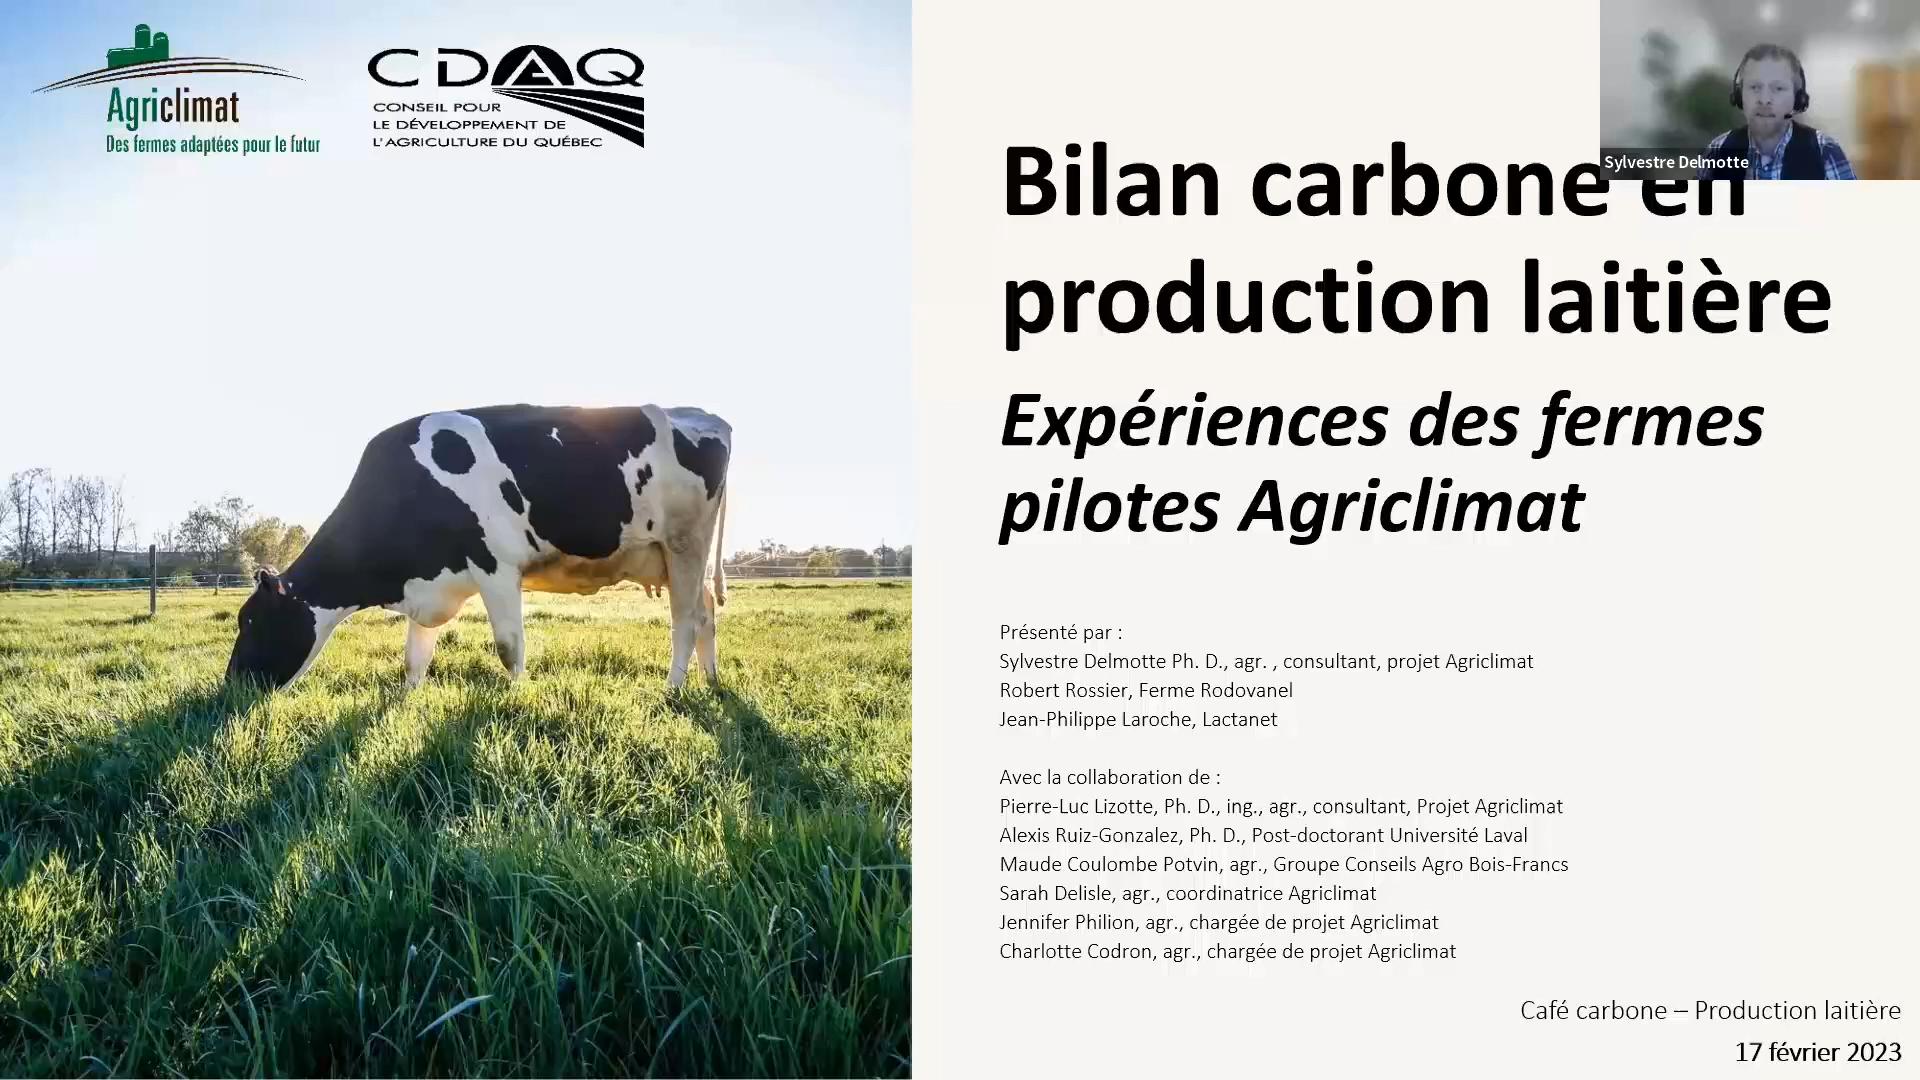 Agriclimat
Des fermes adaptées pour le futur
CDAQ
CONSEIL POUR
LE DÉVELOPPEMENT DE
L'AGRICULTURE DU QUÉBEC
Sylvestre Delmotte
Bilan carbone en
production laitière
Expériences des fermes
pilotes Agriclimat
Présenté par :
Sylvestre Delmotte Ph. D., agr. , consultant, projet Agriclimat
Robert Rossier, Ferme Rodovanel
Jean-Philippe Laroche, Lactanet
Avec la collaboration de :
Pierre-Luc Lizotte, Ph. D., ing., agr., consultant, Projet Agriclimat
Alexis Ruiz-Gonzalez, Ph. D., Post-doctorant Université Laval
Maude Coulombe Potvin, agr., Groupe Conseils Agro Bois-Francs
Sarah Delisle, agr., coordinatrice Agriclimat
Jennifer Philion, agr., chargée de projet Agriclimat
Charlotte Codron, agr., chargée de projet Agriclimat
Café carbone – Production laitière
17 février 2023